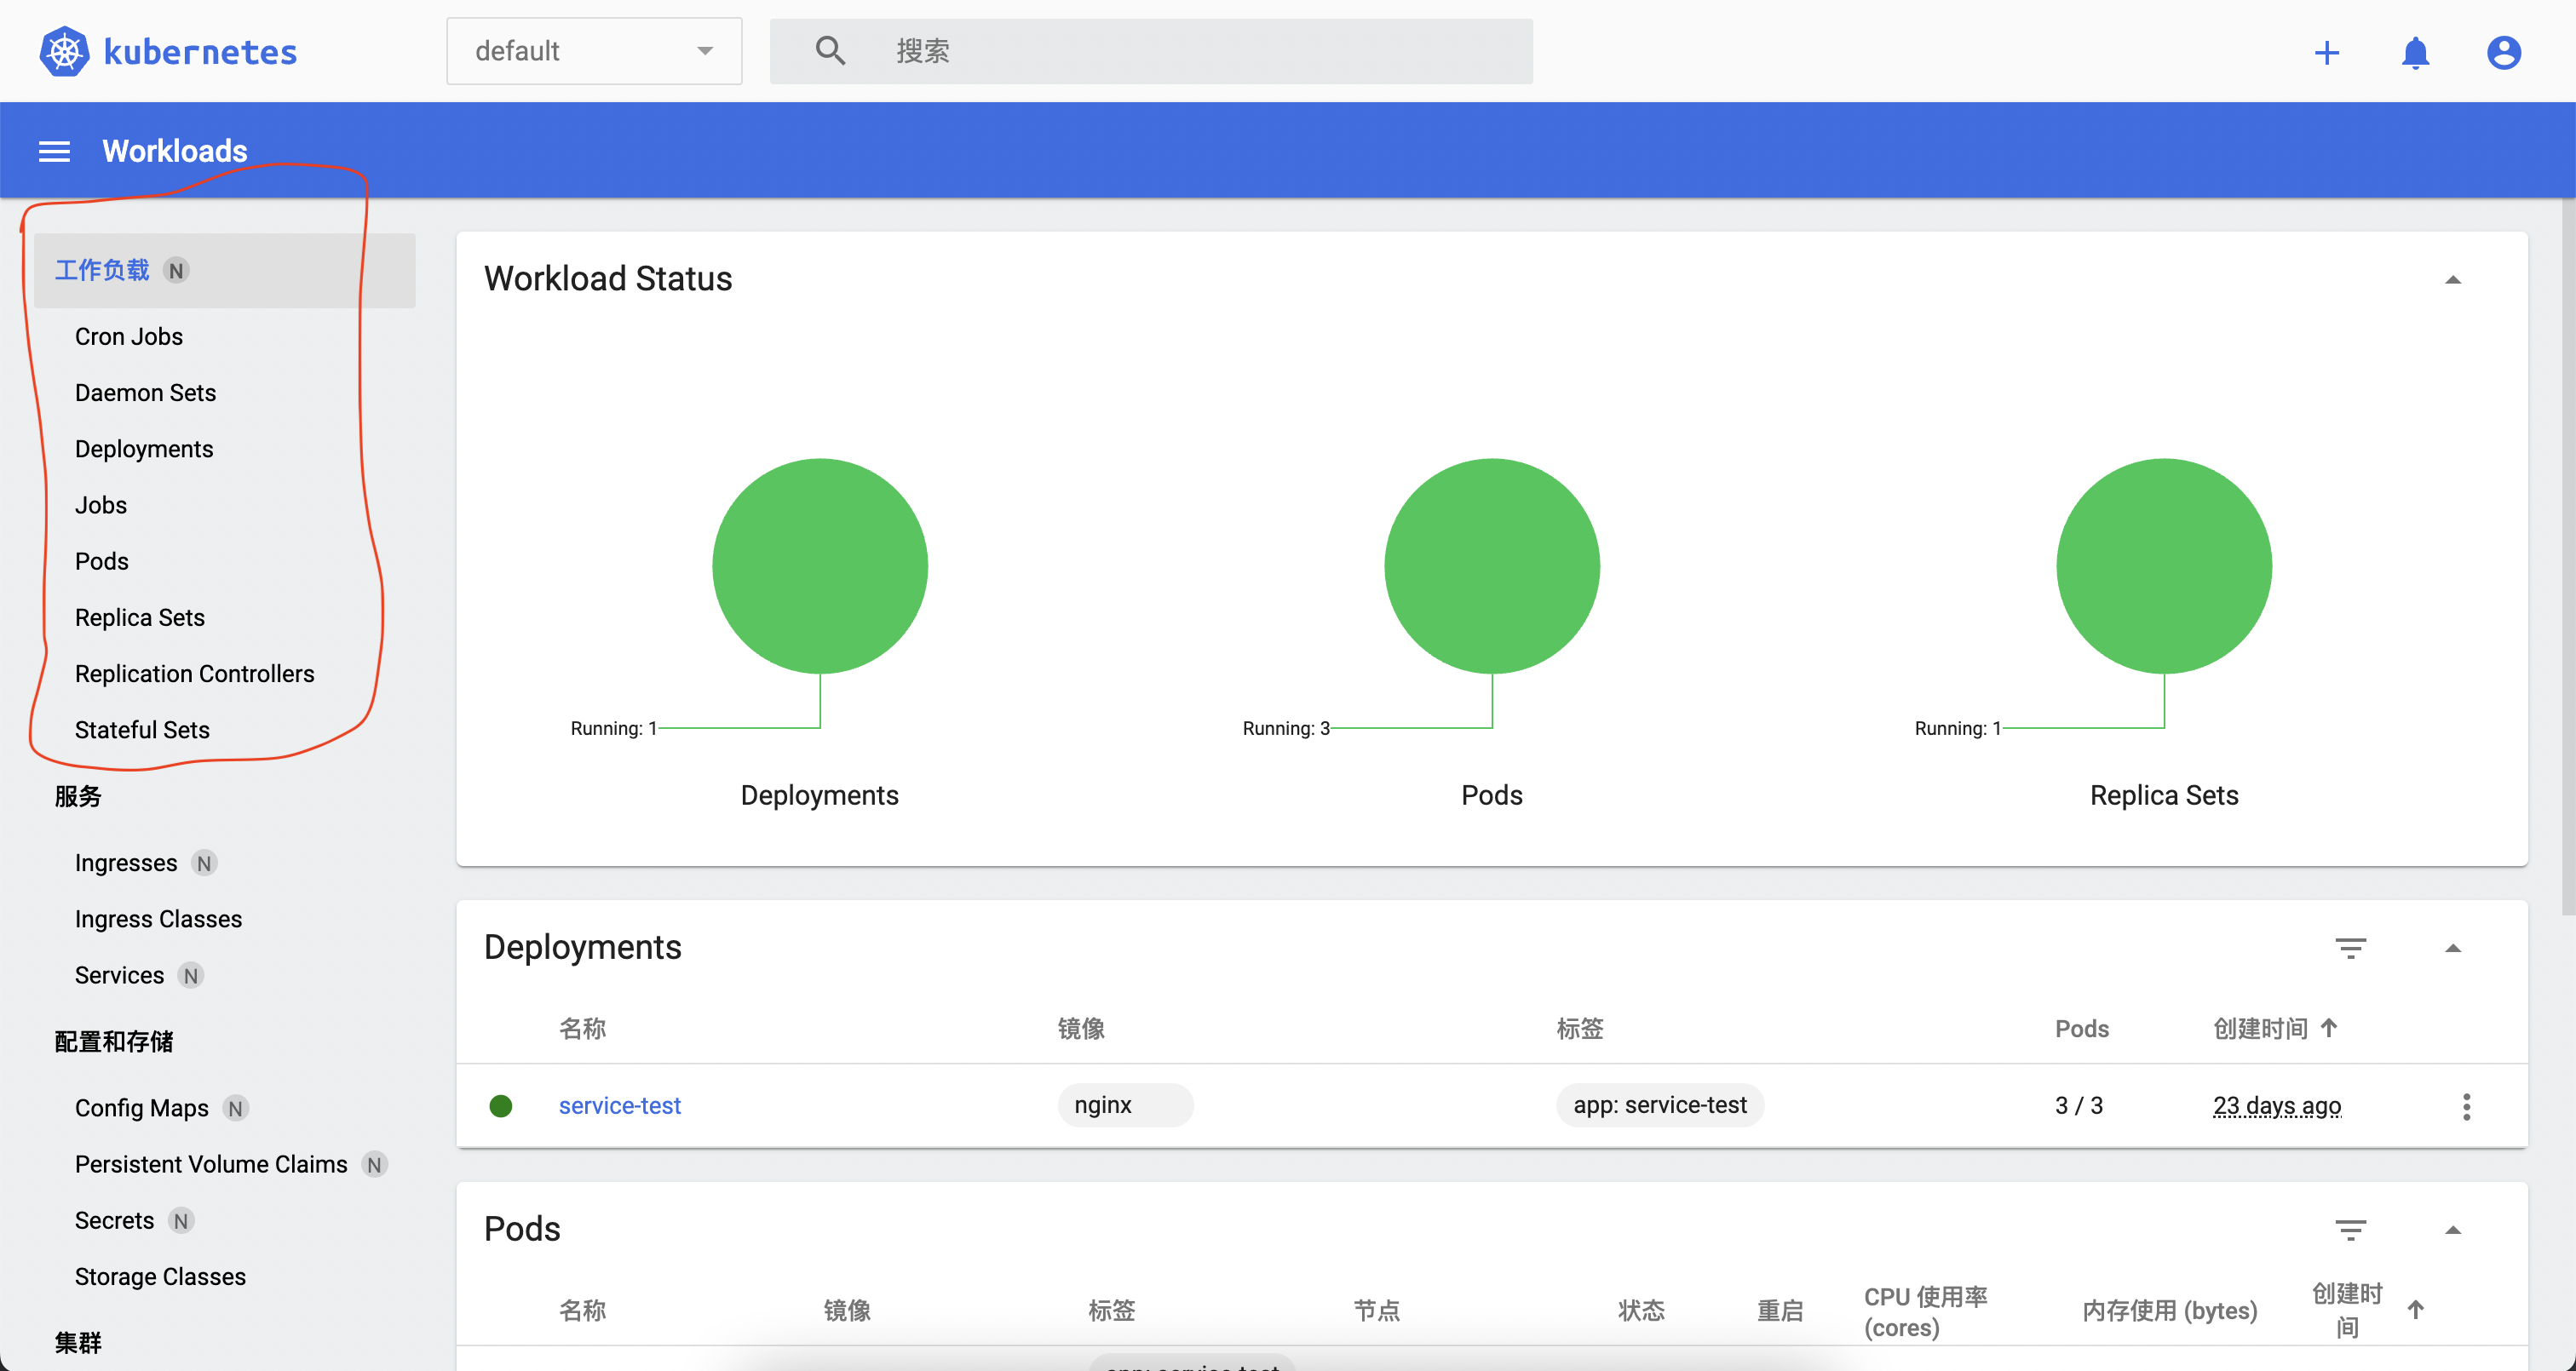 kubernetes
default
搜索
Workloads
工作负载 N
Cron Jobs
Daemon Sets
Deployments
Jobs
Pods
Replica Sets
Replication Controllers
Stateful Sets
服务
Ingresses N
Ingress Classes
Services N
配置和存储
Config Maps N
Persistent Volume Claims N
Secrets N
Storage Classes
集群
Workload Status
Running: 1
Deployments
Running: 3
Pods
Running: 1
Replica Sets
Deployments
名称 镜像 标签 Pods 创建时间
service-test nginx app: service-test 3 / 3 23 days ago
Pods
名称 镜像 标签 节点 状态 重启 CPU 使用率 (cores) 内存使用 (bytes) 创建时间
app: service-test